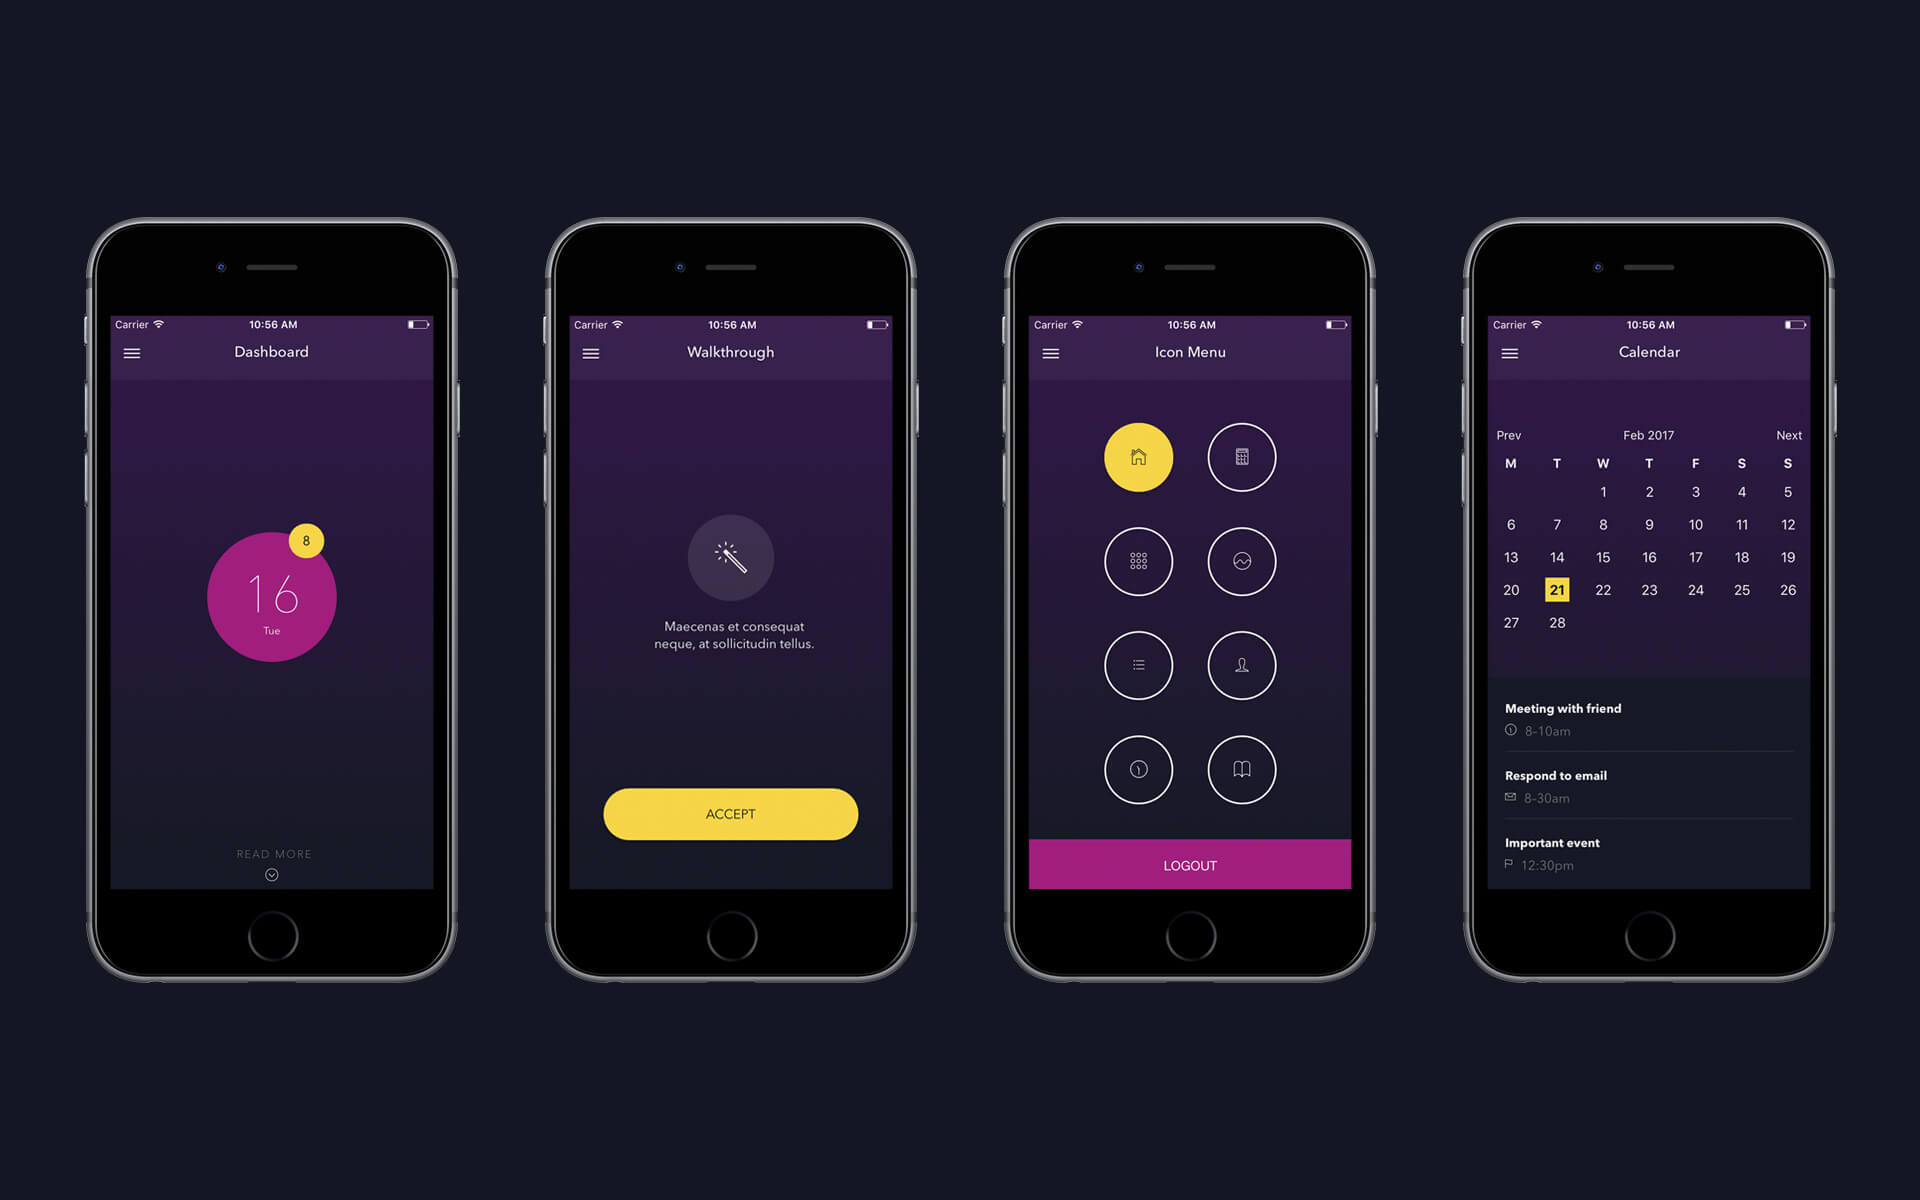 Carrier 10:56 AM
Dashboard
8
16
Tue
READ MORE
Carrier 10:56 AM
Walkthrough
Maecenas et consequat
neque, at sollicitudin tellus.
ACCEPT
Carrier 10:56 AM
Icon Menu
LOGOUT
Carrier 10:56 AM
Calendar
Prev Feb 2017 Next
M T W T F S S
1 2 3 4 5
6 7 8 9 10 11 12
13 14 15 16 17 18 19
20 21 22 23 24 25 26
27 28
Meeting with friend
8-10am
Respond to email
8-30am
Important event
12:30pm